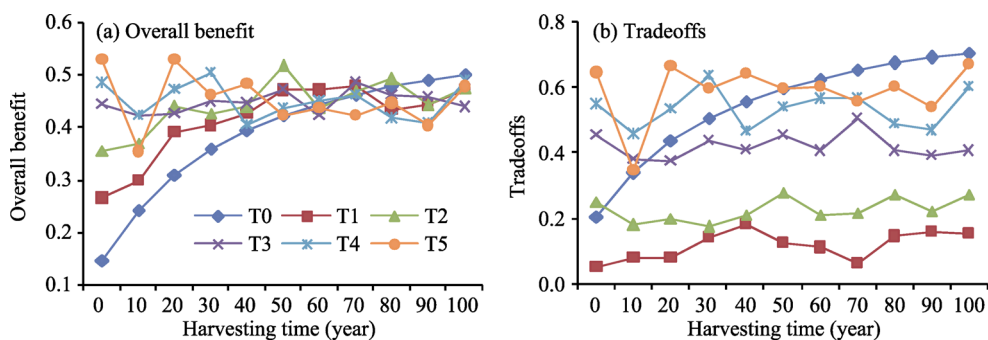 (a) Overall benefit
Overall benefit
0.6
0.5
0.4
0.3
0.2
0.1
T0 T1 T2
T3 T4 T5
0 10 20 30 40 50 60 70 80 90 100
Harvesting time (year)
(b) Tradeoffs
Tradeoffs
0.8
0.6
0.4
0.2
0.0
0 10 20 30 40 50 60 70 80 90 100
Harvesting time (year)